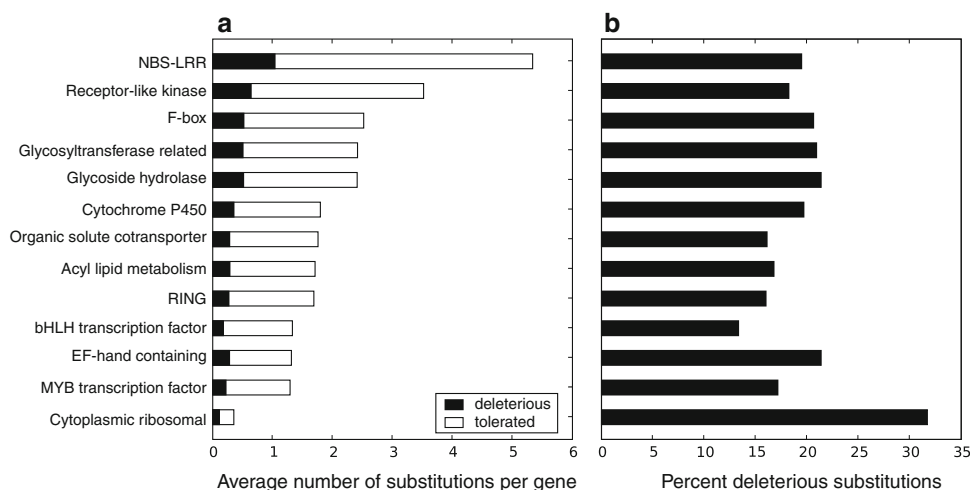 a
b
NBS-LRR
Receptor-like kinase
F-box
Glycosyltransferase related
Glycoside hydrolase
Cytochrome P450
Organic solute cotransporter
Acyl lipid metabolism
RING
bHLH transcription factor
EF-hand containing
MYB transcription factor
Cytoplasmic ribosomal
deleterious
tolerated
0 1 2 3 4 5 6
0 5 10 15 20 25 30 35
Average number of substitutions per gene
Percent deleterious substitutions